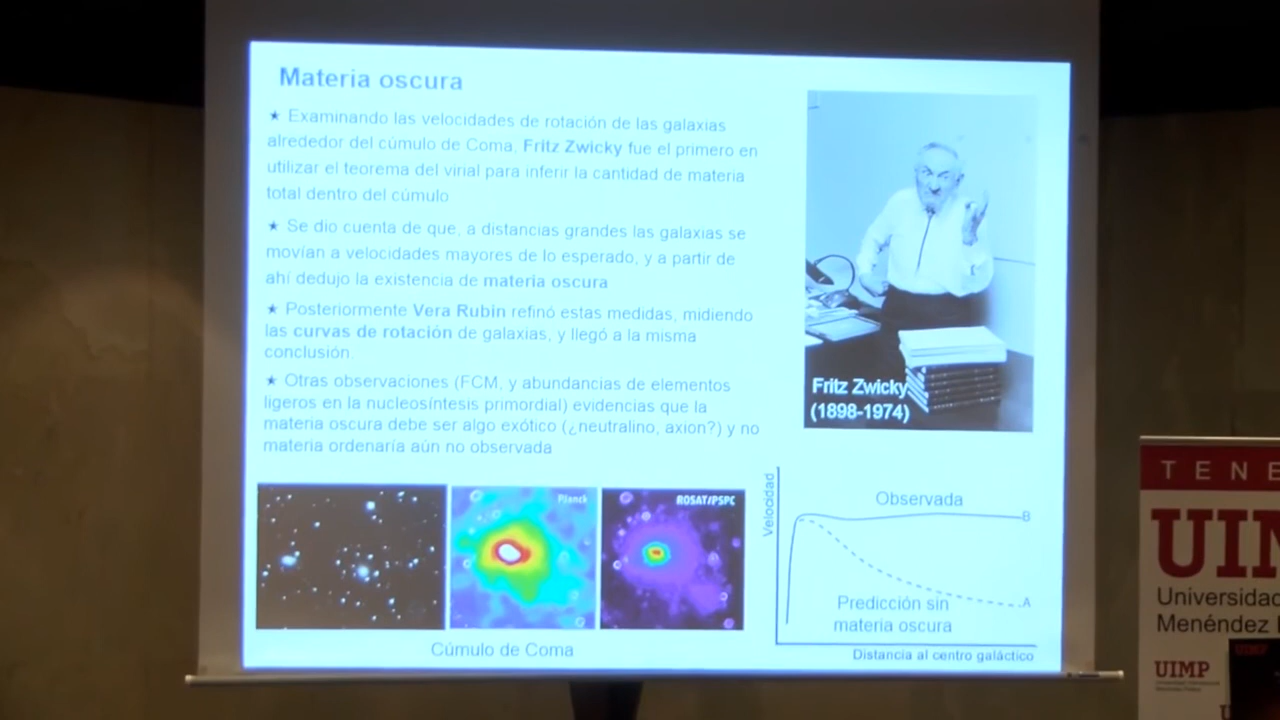 Materia oscura
★ Examinando las velocidades de rotación de las galaxias
alrededor del cúmulo de Coma, Fritz Zwicky fue el primero en
utilizar el teorema del virial para inferir la cantidad de materia
total dentro del cúmulo
★ Se dio cuenta de que, a distancias grandes las galaxias se
movían a velocidades mayores de lo esperado, y a partir de
ahí dedujo la existencia de materia oscura
★ Posteriormente Vera Rubin refinó estas medidas, midiendo
las curvas de rotación de galaxias, y llegó a la misma
conclusión.
★ Otras observaciones (FCM, y abundancias de elementos
ligeros en la nucleosíntesis primordial) evidencias que la
materia oscura debe ser algo exótico (¿neutralino, axion?) y no
materia ordenaría aún no observada
Fritz Zwicky
(1898-1974)
Planck
ROSAT/PSPC
Cúmulo de Coma
Velocidad
Observada
B
A
Predicción sin
materia oscura
Distancia al centro galáctico
TENE
UIM
Universidad
Menéndez
UIMP
UIMP